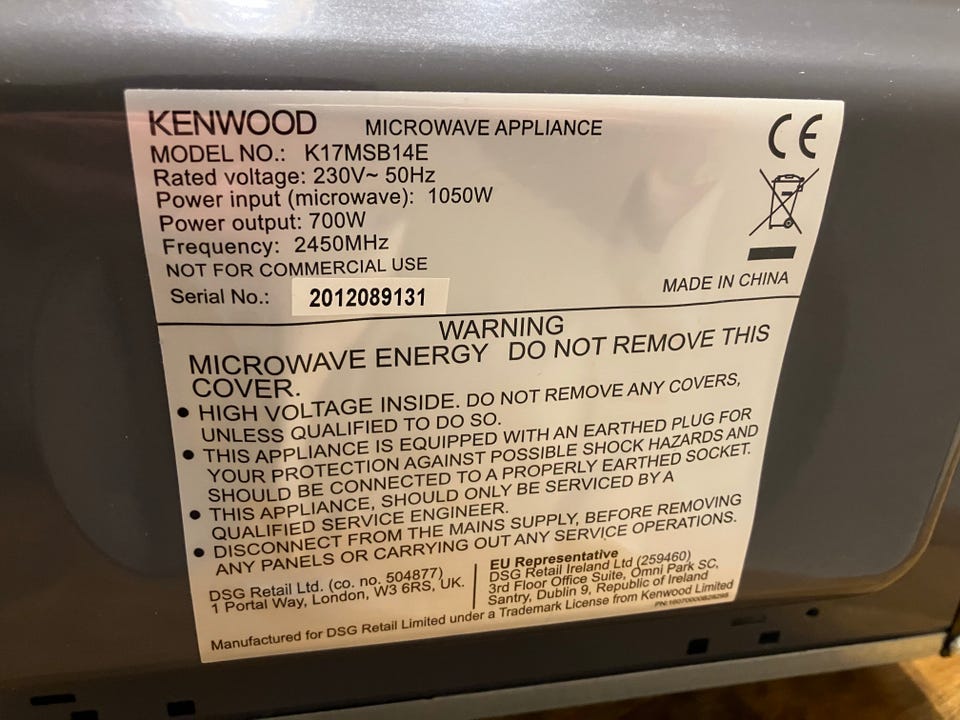 KENWOOD MICROWAVE APPLIANCE
MODEL NO.: K17MSB14E
Rated voltage: 230V~ 50Hz
Power input (microwave): 1050W
Power output: 700W
Frequency: 2450MHz
NOT FOR COMMERCIAL USE
Serial No.: 2012089131
CE
MADE IN CHINA
WARNING
MICROWAVE ENERGY DO NOT REMOVE THIS
COVER.
● HIGH VOLTAGE INSIDE. DO NOT REMOVE ANY COVERS,
UNLESS QUALIFIED TO DO SO.
● THIS APPLIANCE IS EQUIPPED WITH AN EARTHED PLUG FOR
YOUR PROTECTION AGAINST POSSIBLE SHOCK HAZARDS AND
SHOULD BE CONNECTED TO A PROPERLY EARTHED SOCKET.
● THIS APPLIANCE, SHOULD ONLY BE SERVICED BY A
QUALIFIED SERVICE ENGINEER.
● DISCONNECT FROM THE MAINS SUPPLY, BEFORE REMOVING
ANY PANELS OR CARRYING OUT ANY SERVICE OPERATIONS.
DSG Retail Ltd. (co. no. 504877)
1 Portal Way, London, W3 6RS, UK.
EU Representative
DSG Retail Ireland Ltd (259460)
3rd Floor Office Suite, Omni Park SC,
Santry, Dublin 9, Republic of Ireland
Manufactured for DSG Retail Limited under a Trademark License from Kenwood Limited